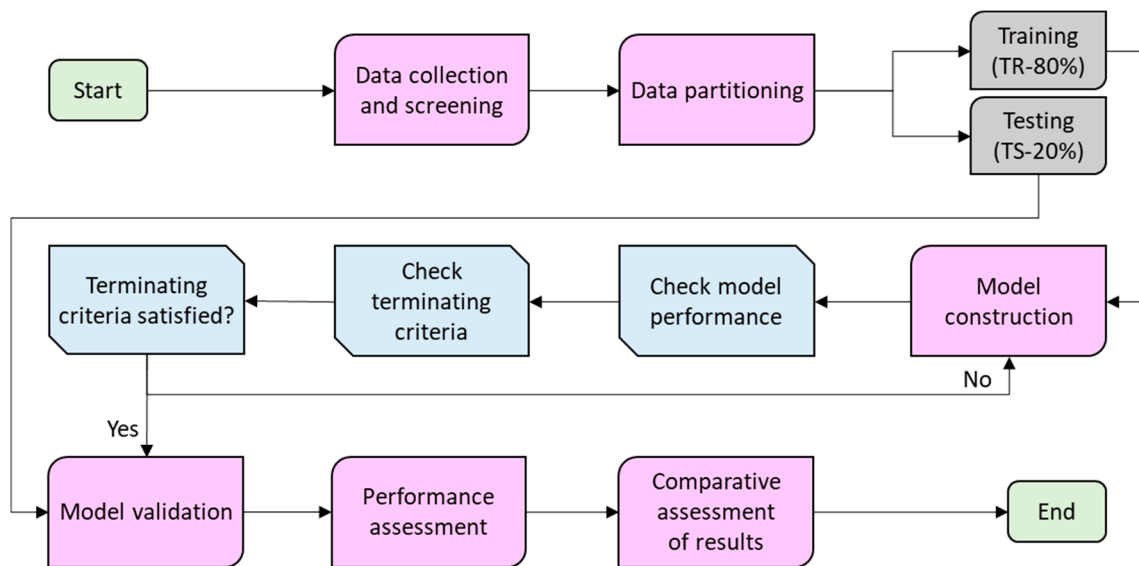 Start
Data collection
and screening
Data partitioning
Training
(TR-80%)
Testing
(TS-20%)
Terminating
criteria satisfied?
Check
terminating
criteria
Check model
performance
Model
construction
No
Yes
Model validation
Performance
assessment
Comparative
assessment
of results
End